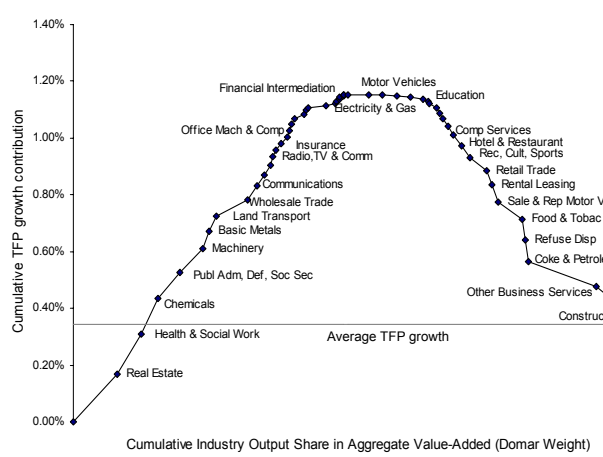 1.40%
1.20%
1.00%
0.80%
0.60%
0.40%
0.20%
0.00%
Cumulative TFP growth contribution
Financial Intermediation
Motor Vehicles
Education
Electricity & Gas
Office Mach & Comp
Comp Services
Insurance
Hotel & Restaurant
Radio,TV & Comm
Rec, Cult, Sports
Retail Trade
Communications
Rental Leasing
Wholesale Trade
Sale & Rep Motor V
Land Transport
Food & Tobac
Basic Metals
Refuse Disp
Machinery
Coke & Petrole
Publ Adm, Def, Soc Sec
Other Business Services
Chemicals
Construc
Health & Social Work
Average TFP growth
Real Estate
Cumulative Industry Output Share in Aggregate Value-Added (Domar Weight)